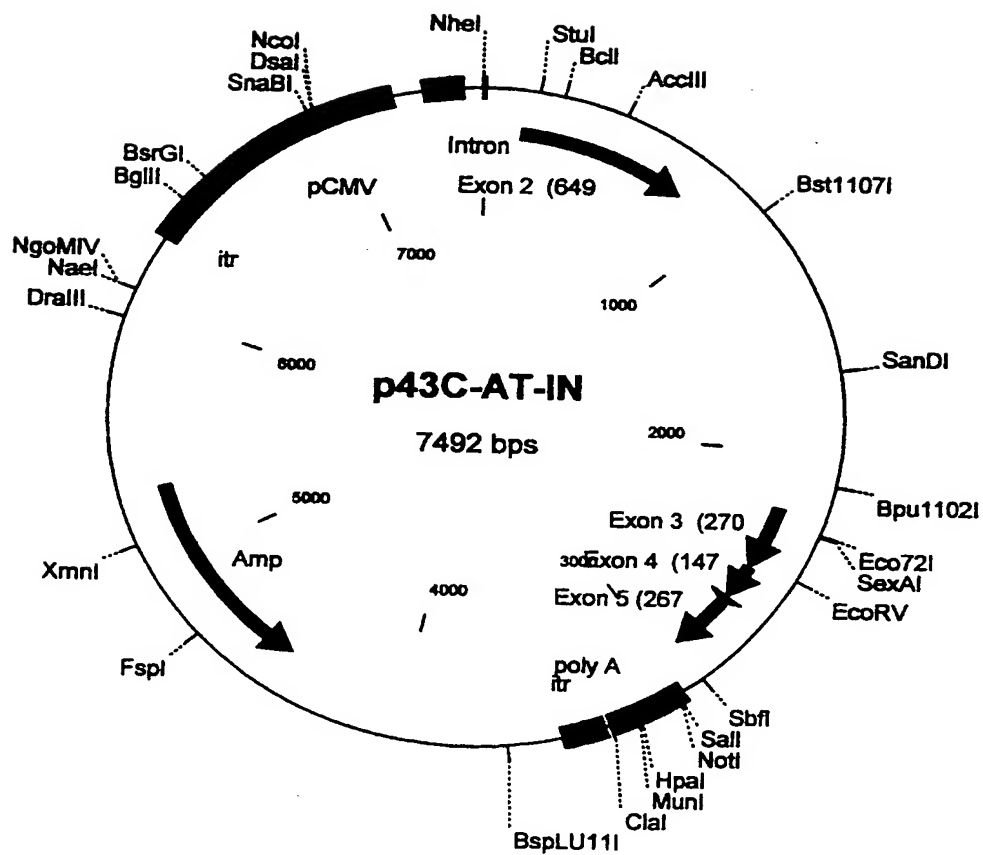 NheI
StuI
BclI
AccIII
NcoI
DsaI
SnaBI
BsrGI
BglII
Intron
pCMV
Exon 2 (649
Bst1107I
NgoMIV
NaeI
DraIII
itr
7000
1000
6000
SanDI
p43C-AT-IN
7492 bps
2000
5000
Bpu1102I
Exon 3 (270
Exon 4 (147
3000
Exon 5 (267
Eco72I
SexAI
EcoRV
XmnI
Amp
4000
FspI
poly A
itr
SbfI
SalI
NotI
HpaI
MunI
ClaI
BspLU11I